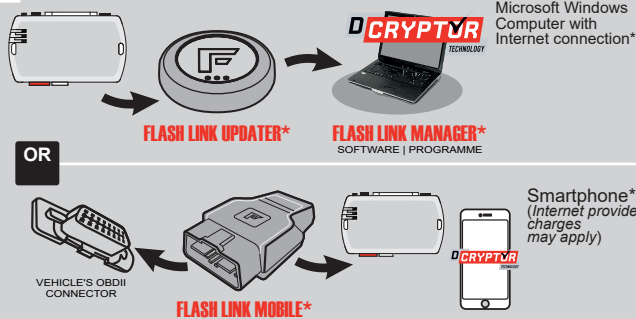 Microsoft Windows
Computer with
Internet connection*
DCRYPTOR
TECHNOLOGY
FLASH LINK UPDATER*
FLASH LINK MANAGER*
SOFTWARE | PROGRAMME
OR
Smartphone*
(Internet provide
charges
may apply)
VEHICLE'S OBDII
CONNECTOR
FLASH LINK MOBILE*
DCRYPTOR
TECHNOLOGY